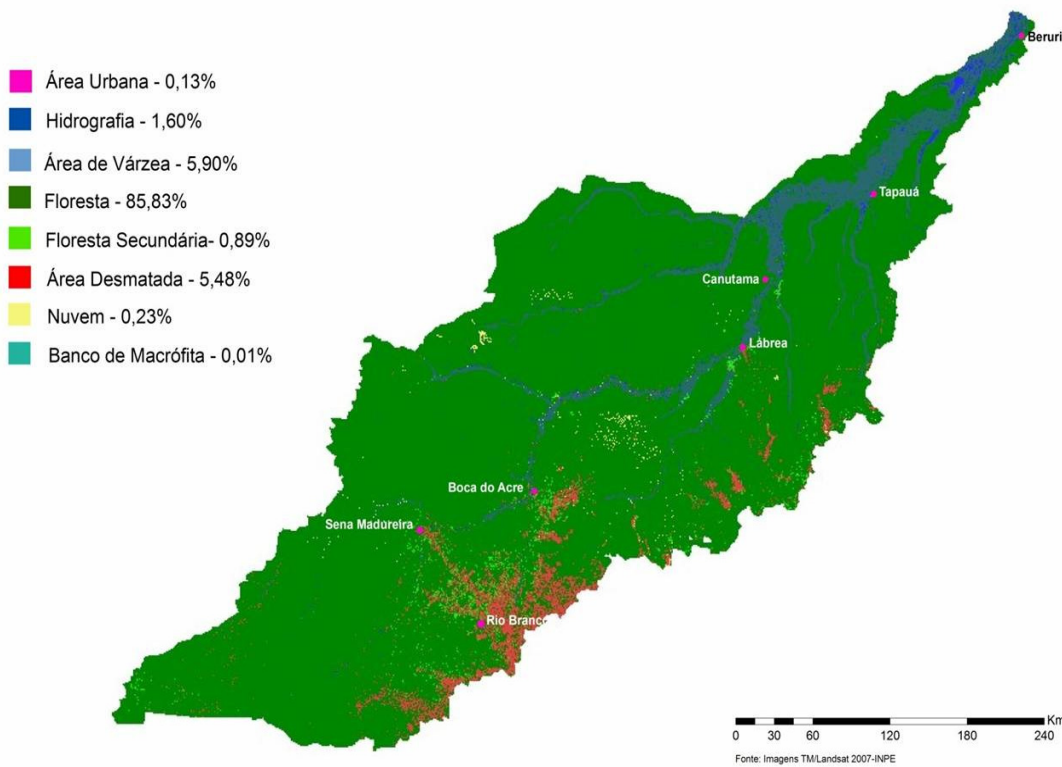 Área Urbana - 0,13%
Hidrografia - 1,60%
Área de Várzea - 5,90%
Floresta - 85,83%
Floresta Secundária- 0,89%
Área Desmatada - 5,48%
Nuvem - 0,23%
Banco de Macrófita - 0,01%
Beruri
Tapauá
Canutama
Lábrea
Boca do Acre
Sena Madureira
Rio Branco
Km
0 30 60 120 180 240
Fonte: Imagens TM/Landsat 2007-INPE